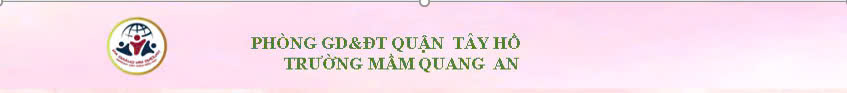 PHÒNG GD&ĐT QUẬN TÂY HỒ
TRƯỜNG MẦM QUANG AN